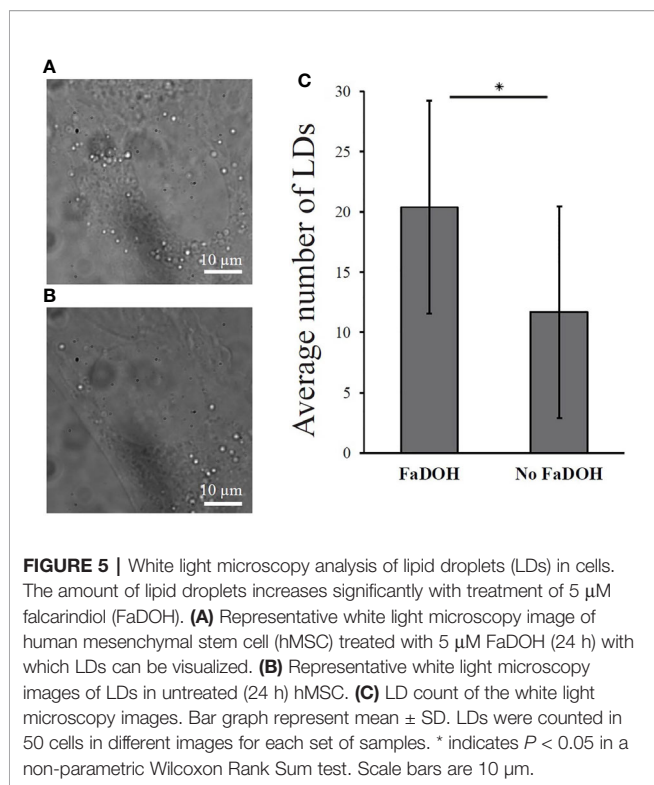 A
10 µm
B
10 µm
C
*
Average number of LDs
30
25
20
15
10
5
0
FaDOH
No FaDOH
FIGURE 5 | White light microscopy analysis of lipid droplets (LDs) in cells.
The amount of lipid droplets increases significantly with treatment of 5 µM
falcarindiol (FaDOH). (A) Representative white light microscopy image of
human mesenchymal stem cell (hMSC) treated with 5 µM FaDOH (24 h) with
which LDs can be visualized. (B) Representative white light microscopy
images of LDs in untreated (24 h) hMSC. (C) LD count of the white light
microscopy images. Bar graph represent mean ± SD. LDs were counted in
50 cells in different images for each set of samples. * indicates P < 0.05 in a
non-parametric Wilcoxon Rank Sum test. Scale bars are 10 µm.